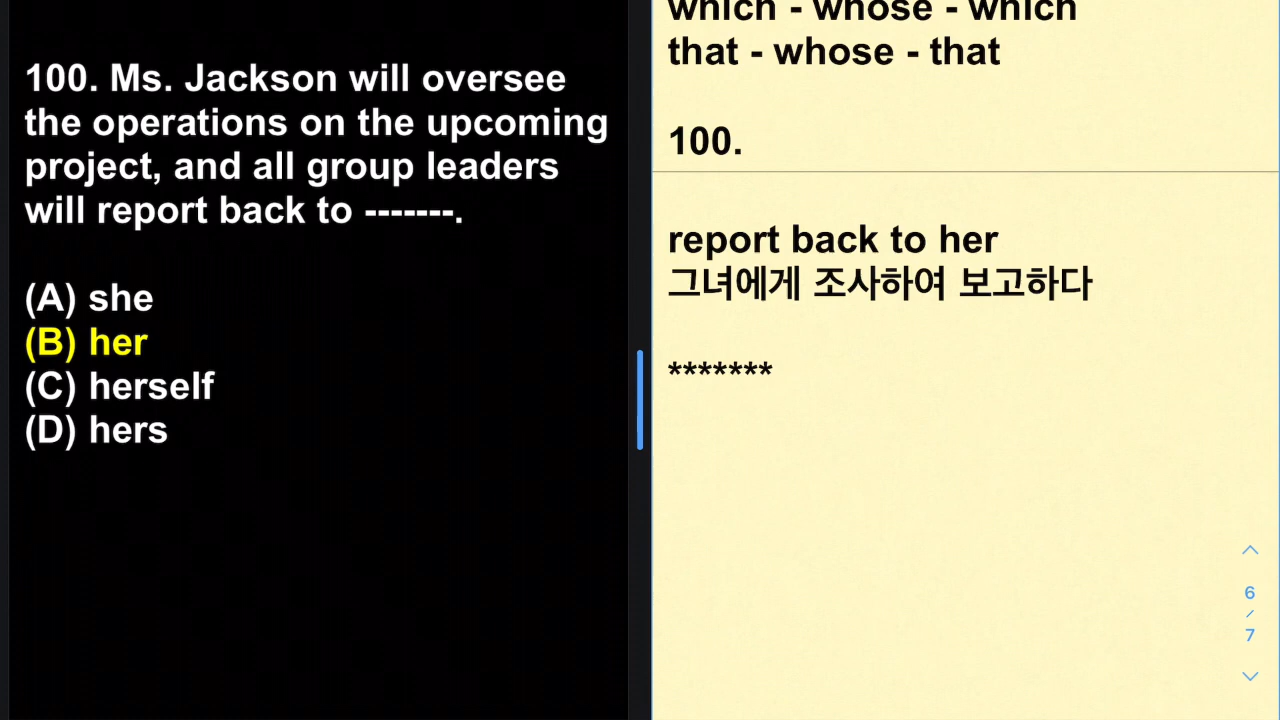 100. Ms. Jackson will oversee
the operations on the upcoming
project, and all group leaders
will report back to -------.
(A) she
(B) her
(C) herself
(D) hers
which - whose - which
that - whose - that
100.
report back to her
그녀에게 조사하여 보고하다
*******
6
/
7